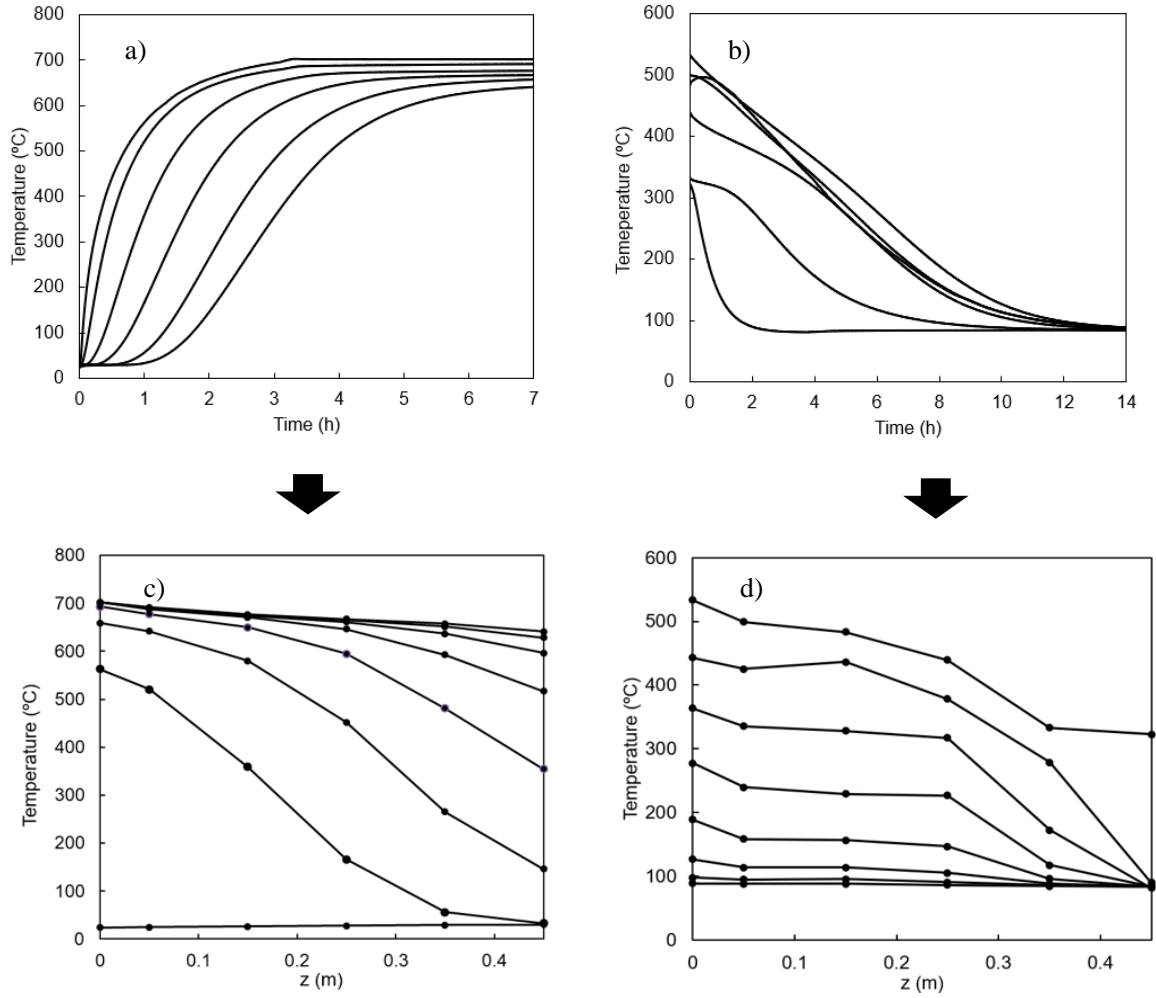 a)
800
700
600
500
400
300
200
100
0
Temperature (ºC)
0 1 2 3 4 5 6 7
Time (h)
b)
600
500
400
300
200
100
0
Temeperature (ºC)
0 2 4 6 8 10 12 14
Time (h)
c)
800
700
600
500
400
300
200
100
0
Temperature (ºC)
0 0.1 0.2 0.3 0.4
z (m)
d)
600
500
400
300
200
100
0
Temperature (ºC)
0 0.1 0.2 0.3 0.4
z (m)